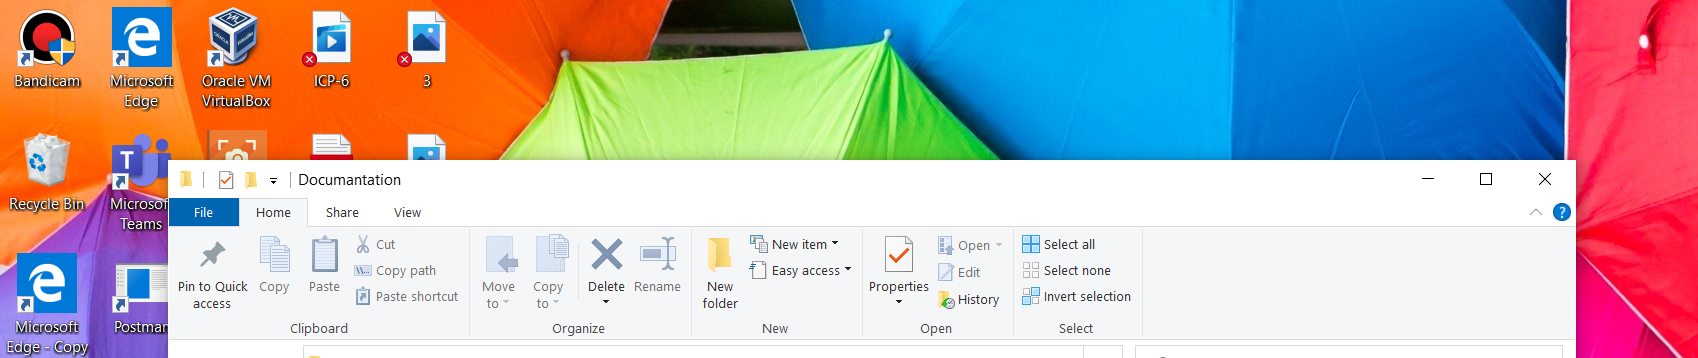 Bandicam
Microsoft
Edge
Oracle VM
VirtualBox
ICP-6
3
Recycle Bin
Microsof
Teams
Microsoft
Edge - Copy
Postman
Documantation
File
Home
Share
View
Pin to Quick
access
Copy
Paste
Cut
Copy path
Paste shortcut
Clipboard
Move
to
Copy
to
Delete
Rename
Organize
New
folder
New item
Easy access
New
Properties
Open
Edit
History
Open
Select all
Select none
Invert selection
Select